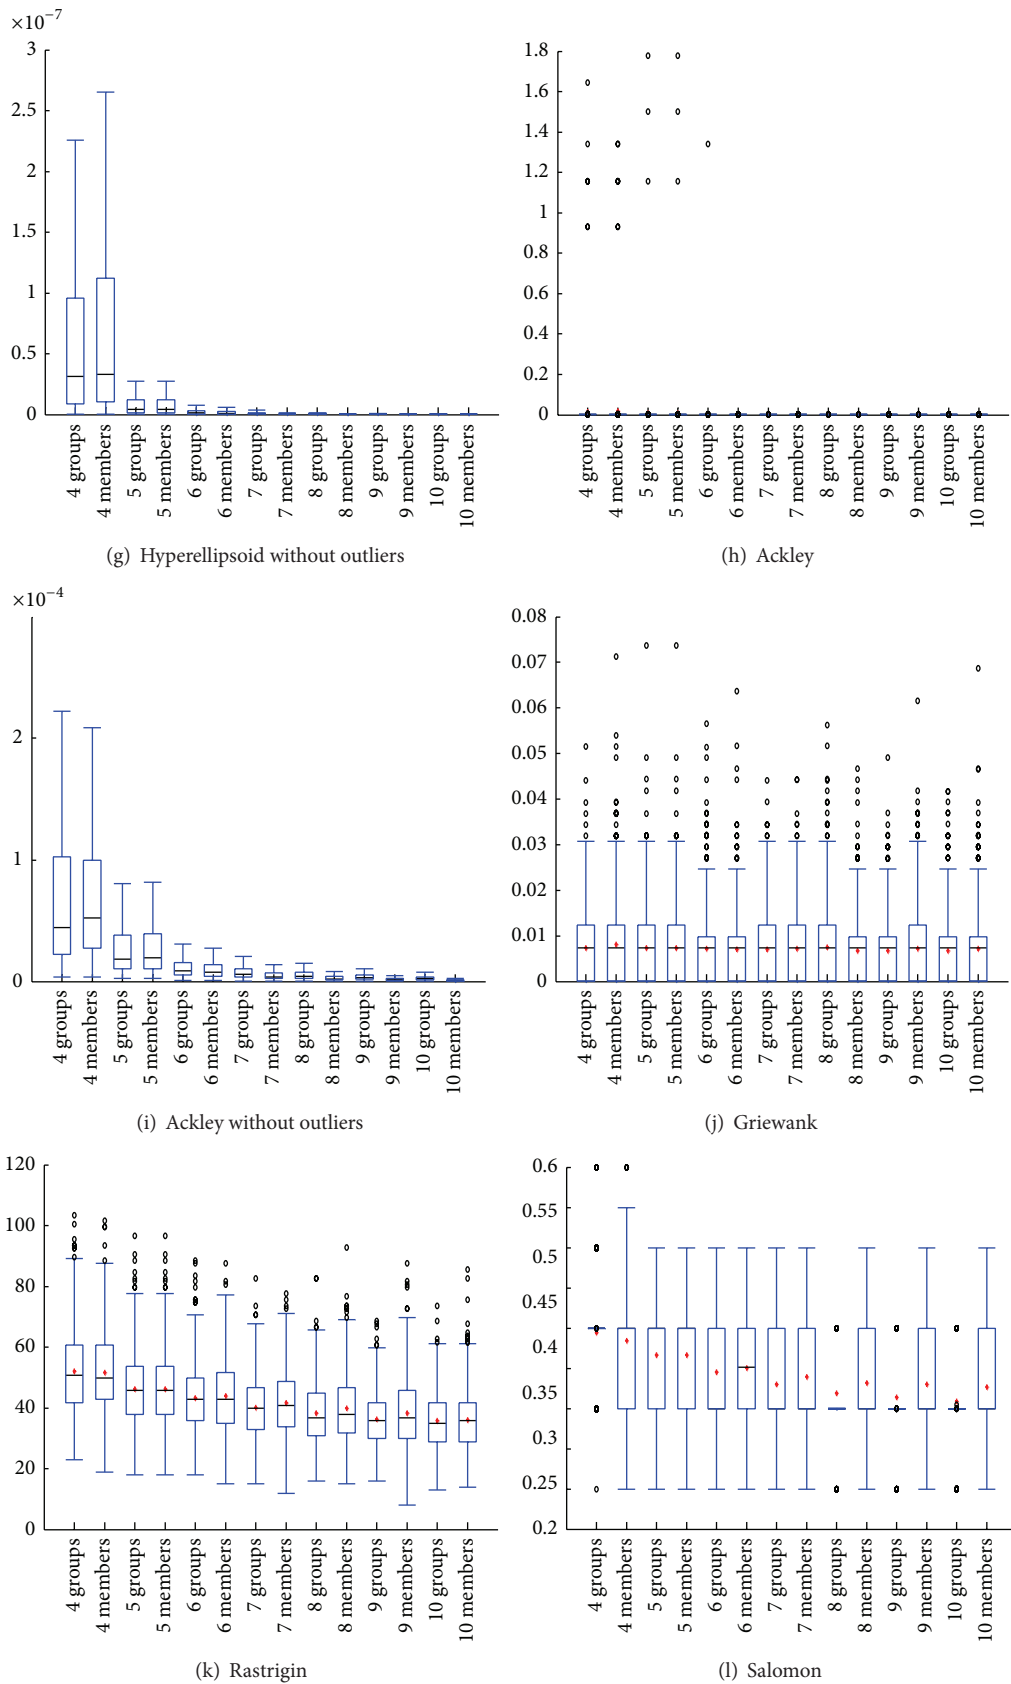 ×10−7
3
2.5
2
1.5
1
0.5
0
4 groups
4 members
5 groups
5 members
6 groups
6 members
7 groups
7 members
8 groups
8 members
9 groups
9 members
10 groups
10 members
(g) Hyperellipsoid without outliers
1.8
1.6
1.4
1.2
1
0.8
0.6
0.4
0.2
0
4 groups
4 members
5 groups
5 members
6 groups
6 members
7 groups
7 members
8 groups
8 members
9 groups
9 members
10 groups
10 members
(h) Ackley
×10−4
2
1
0
4 groups
4 members
5 groups
5 members
6 groups
6 members
7 groups
7 members
8 groups
8 members
9 groups
9 members
10 groups
10 members
(i) Ackley without outliers
0.08
0.07
0.06
0.05
0.04
0.03
0.02
0.01
0
4 groups
4 members
5 groups
5 members
6 groups
6 members
7 groups
7 members
8 groups
8 members
9 groups
9 members
10 groups
10 members
(j) Griewank
120
100
80
60
40
20
0
4 groups
4 members
5 groups
5 members
6 groups
6 members
7 groups
7 members
8 groups
8 members
9 groups
9 members
10 groups
10 members
(k) Rastrigin
0.6
0.55
0.5
0.45
0.4
0.35
0.3
0.25
0.2
4 groups
4 members
5 groups
5 members
6 groups
6 members
7 groups
7 members
8 groups
8 members
9 groups
9 members
10 groups
10 members
(l) Salomon